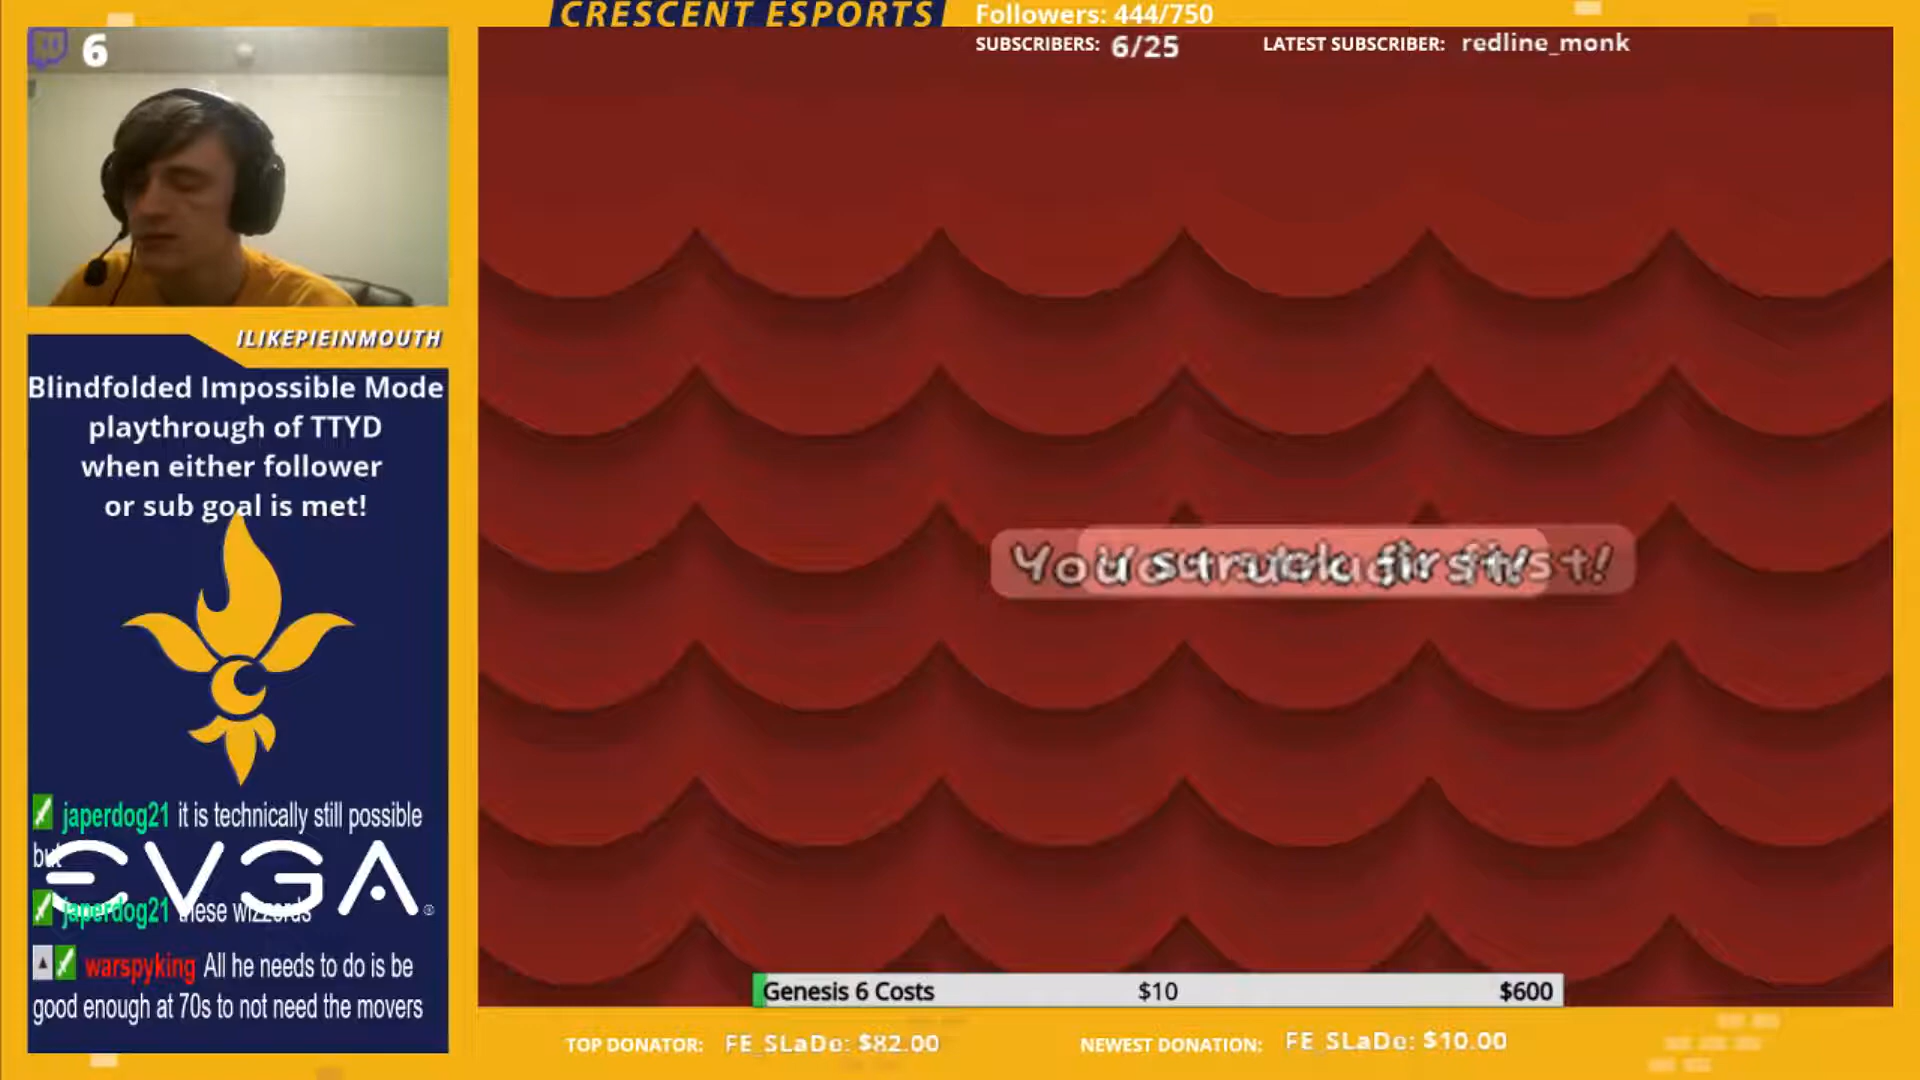 CRESCENT ESPORTS
Followers: 444/750
SUBSCRIBERS: 6/25
LATEST SUBSCRIBER: redline_monk
6
ILIKEPIEINMOUTH
Blindfolded Impossible Mode
playthrough of TTYD
when either follower
or sub goal is met!
You struck first!
japerdog21 it is technically still possible
but
EVGA
japerdog21 these wizzerds
warspyking All he needs to do is be
good enough at 70s to not need the movers
Genesis 6 Costs $10 $600
TOP DONATOR: FE_SLaDe: $82.00
NEWEST DONATION: FE_SLaDe: $10.00